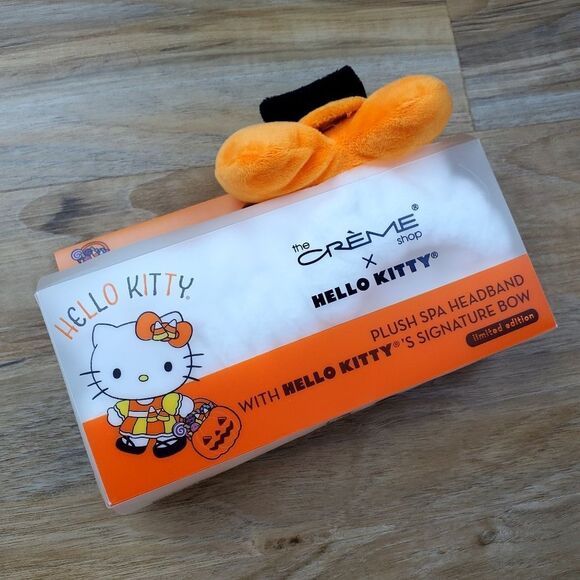 HELLO KITTY®
the
CRÈME®
shop
X
HELLO KITTY®
PLUSH SPA HEADBAND
WITH HELLO KITTY®'S SIGNATURE BOW
limited edition